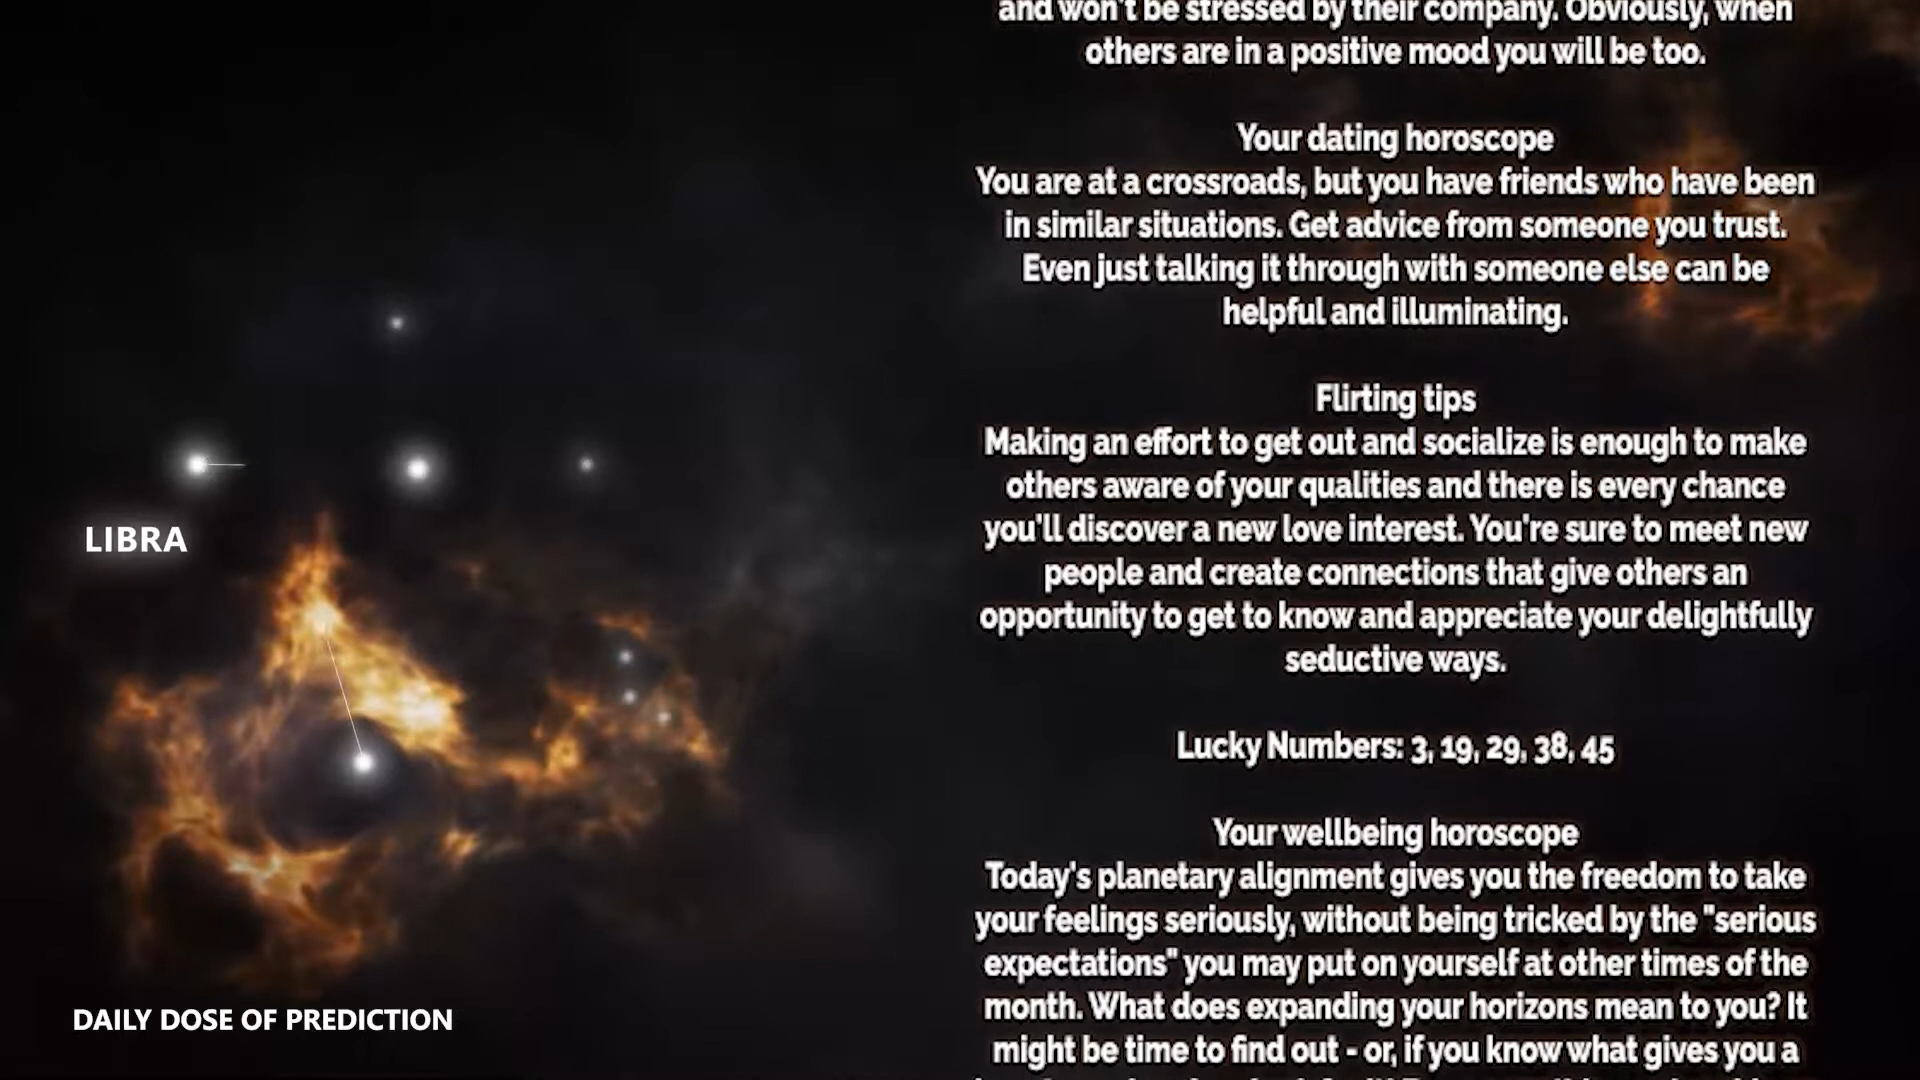 and won't be stressed by their company. Obviously, when
others are in a positive mood you will be too.
Your dating horoscope
You are at a crossroads, but you have friends who have been
in similar situations. Get advice from someone you trust.
Even just talking it through with someone else can be
helpful and illuminating.
Flirting tips
Making an effort to get out and socialize is enough to make
others aware of your qualities and there is every chance
you'll discover a new love interest. You're sure to meet new
people and create connections that give others an
opportunity to get to know and appreciate your delightfully
seductive ways.
Lucky Numbers: 3, 19, 29, 38, 45
Your wellbeing horoscope
Today's planetary alignment gives you the freedom to take
your feelings seriously, without being tricked by the "serious
expectations" you may put on yourself at other times of the
month. What does expanding your horizons mean to you? It
might be time to find out - or, if you know what gives you a
LIBRA
DAILY DOSE OF PREDICTION